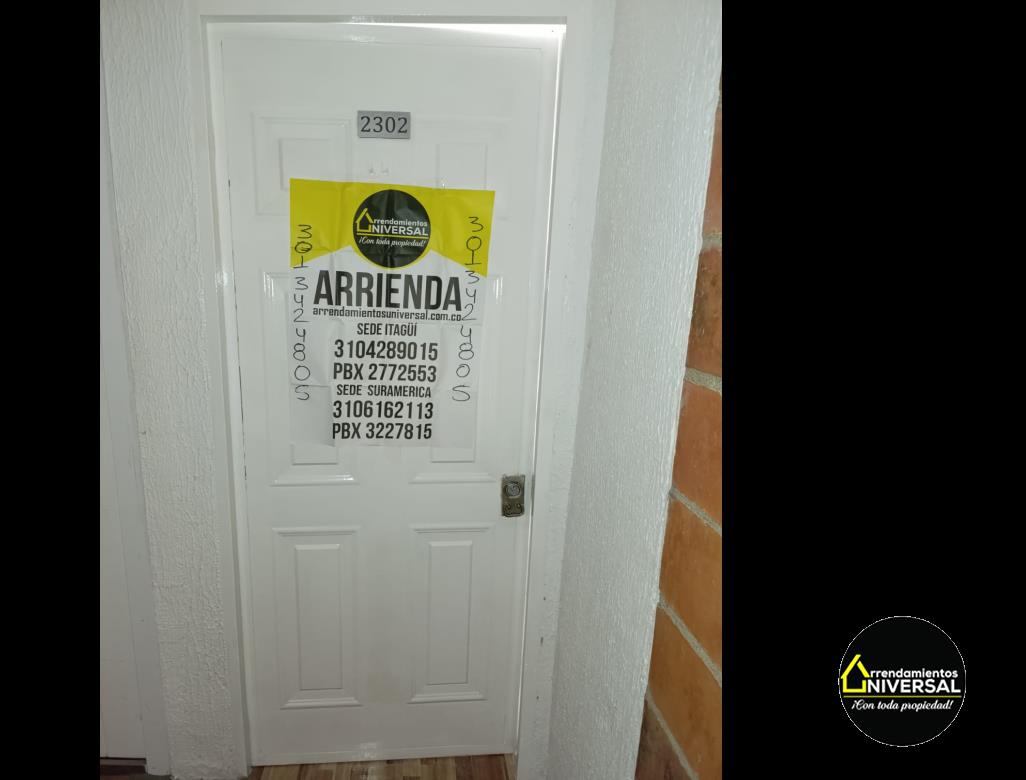 2302
Arrendamientos
UNIVERSAL
¡Con toda propiedad!
3013424805
ARRIENDA
arrendamientosuniversal.com.co
SEDE ITAGÜÍ
3104289015
PBX 2772553
SEDE SURAMERICA
3106162113
PBX 3227815
3013424805
Arrendamientos
UNIVERSAL
¡Con toda propiedad!